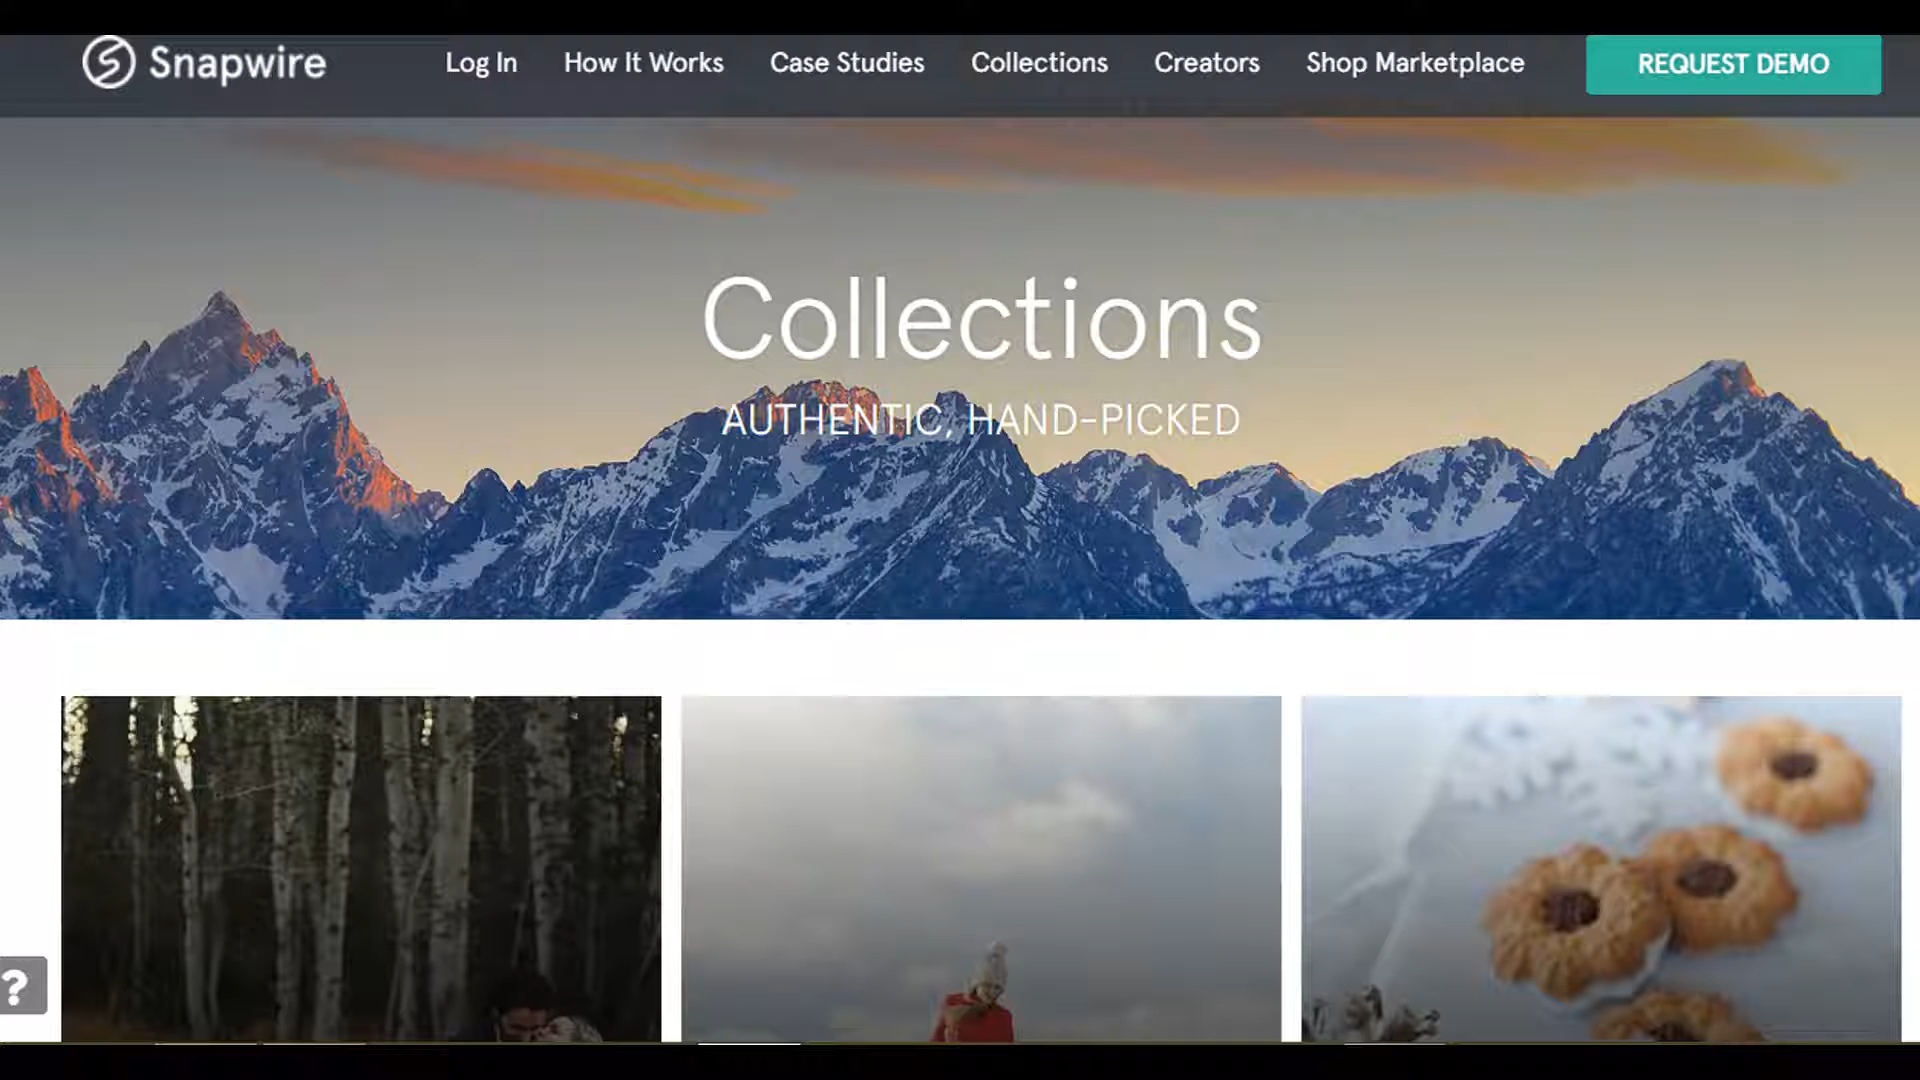 Snapwire
Log In
How It Works
Case Studies
Collections
Creators
Shop Marketplace
REQUEST DEMO
Collections
AUTHENTIC, HAND-PICKED
?